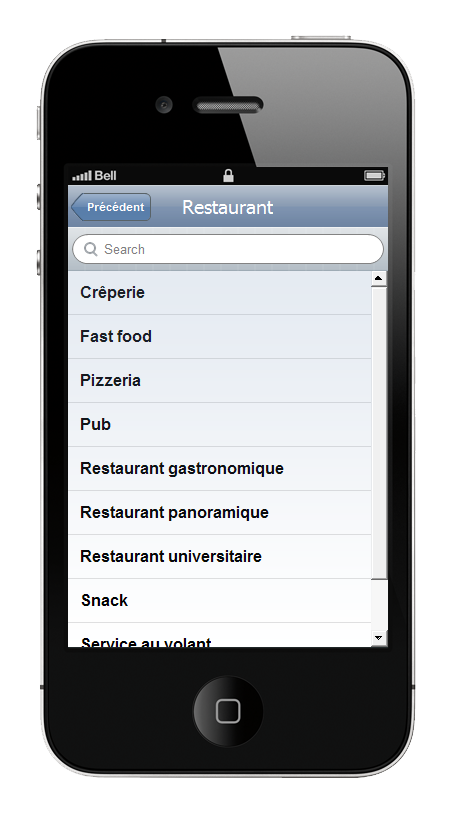 Bell
Précédent
Restaurant
Search
Crêperie
Fast food
Pizzeria
Pub
Restaurant gastronomique
Restaurant panoramique
Restaurant universitaire
Snack
Service au volant